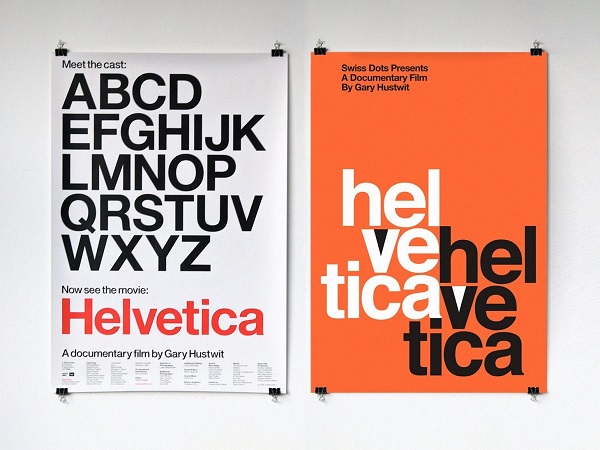 Meet the cast:
ABCD
EFGHIJK
LMNOP
QRSTUV
WXYZ
Now see the movie:
Helvetica
A documentary film by Gary Hustwit
Swiss Dots Presents
A Documentary Film
By Gary Hustwit
hel
ve
tica
hel
ve
tica